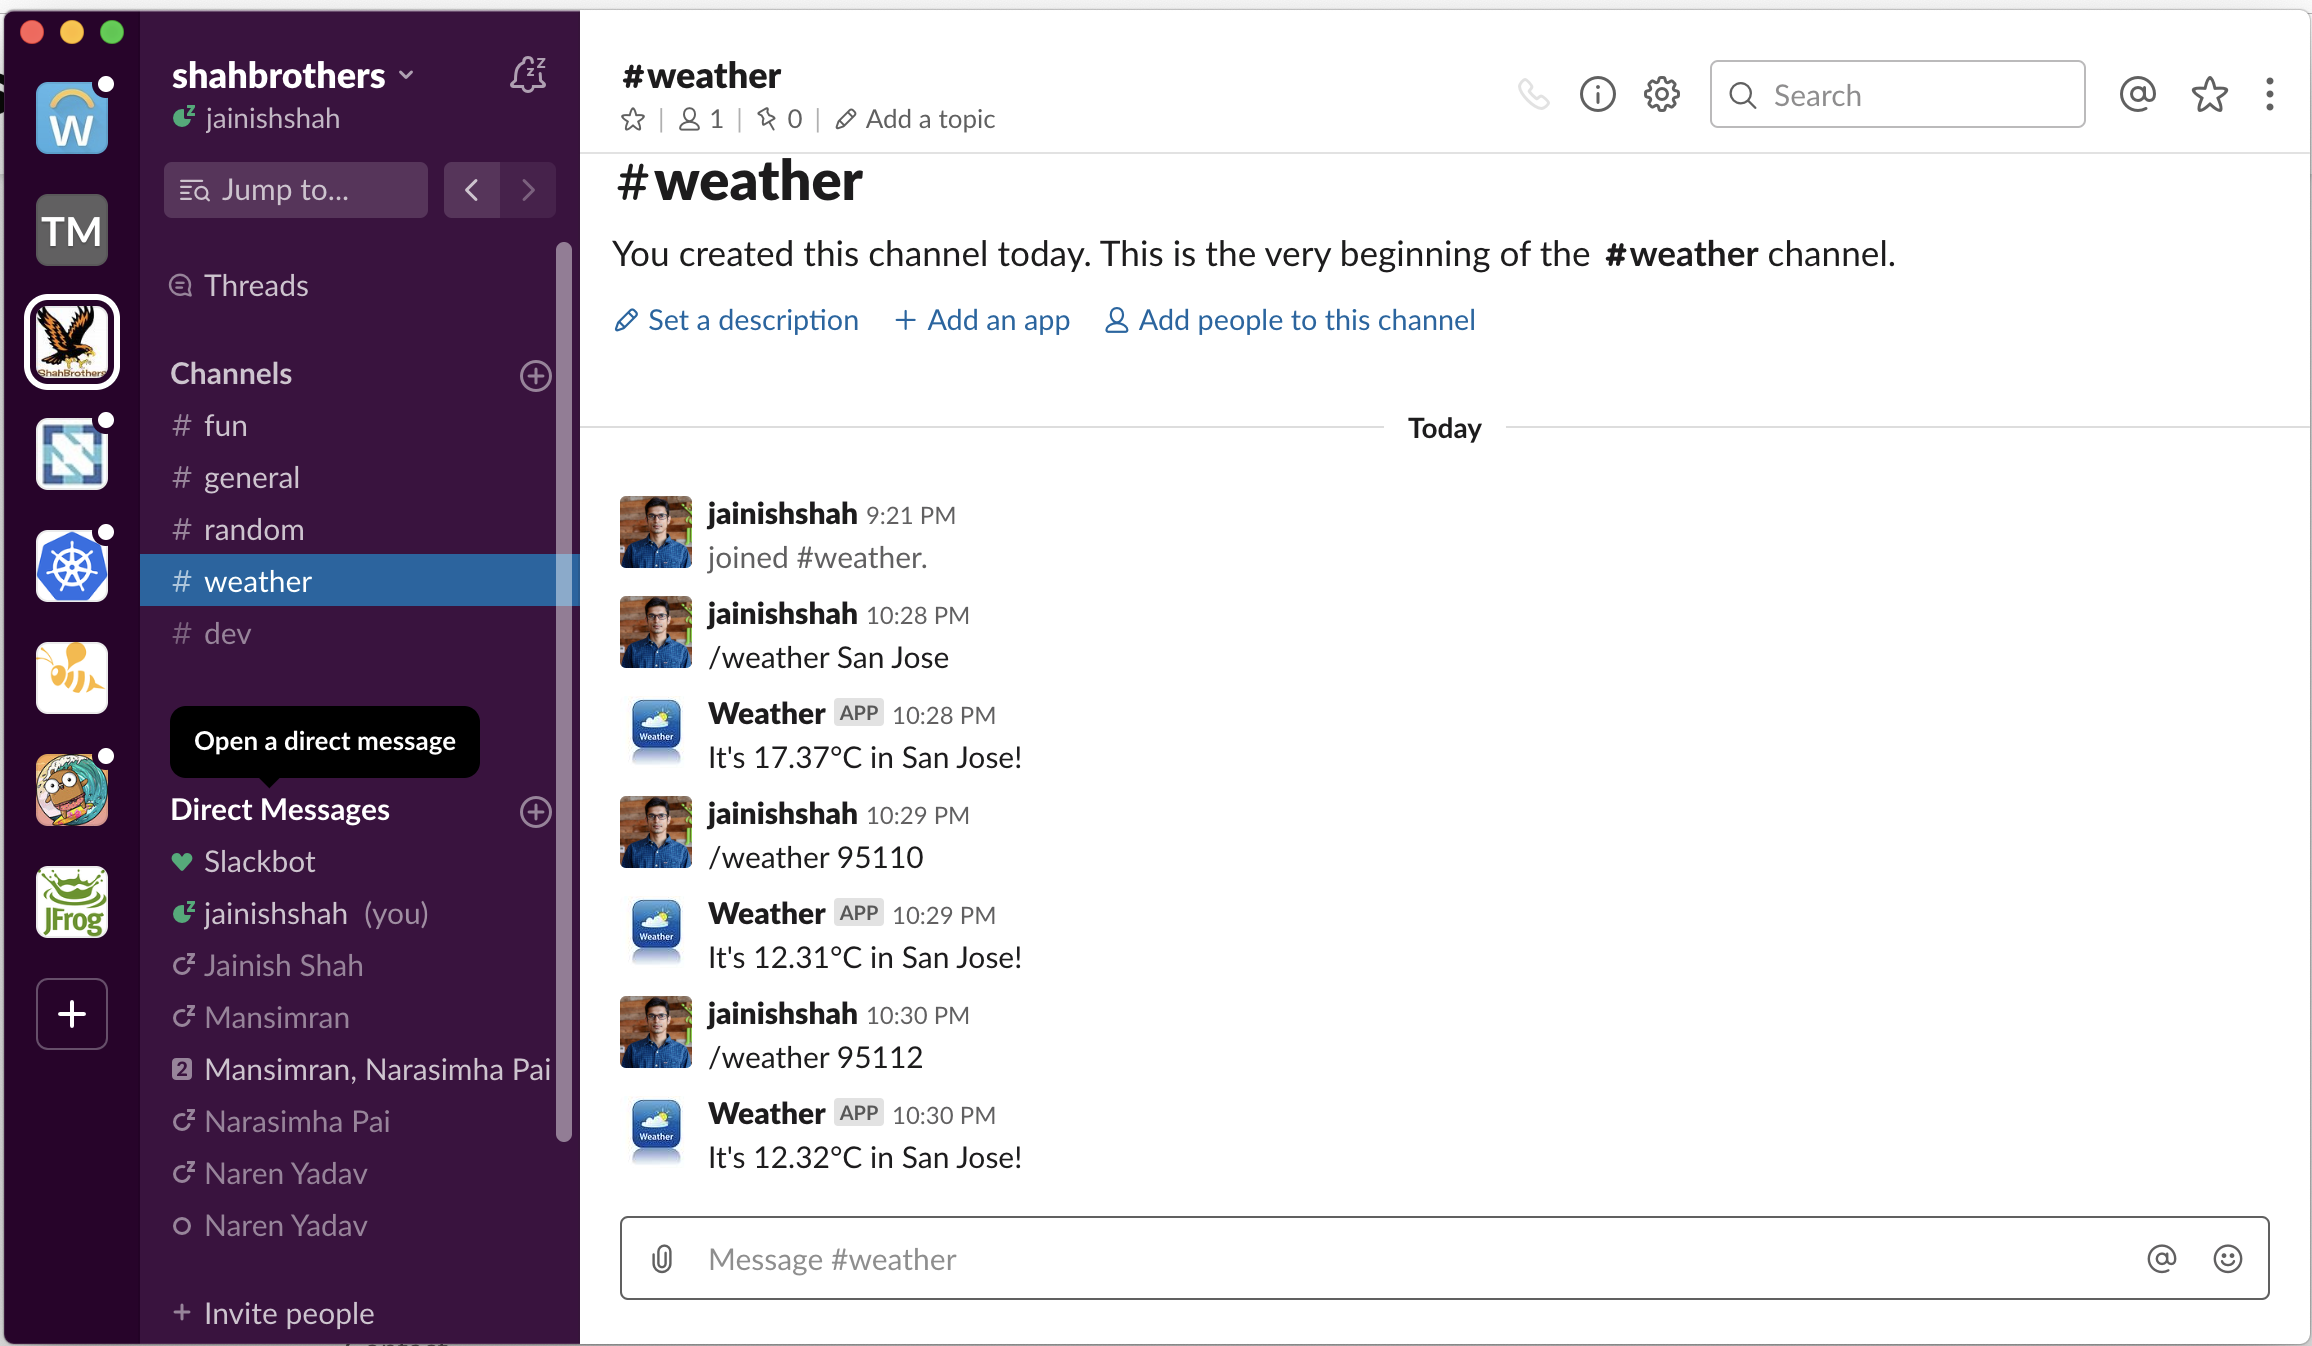 shahbrothers
jainishshah
Jump to...
Threads
Channels
# fun
# general
# random
# weather
# dev
Open a direct message
Direct Messages
Slackbot
jainishshah (you)
Jainish Shah
Mansimran
2 Mansimran, Narasimha Pai
Narasimha Pai
Naren Yadav
Naren Yadav
+ Invite people
W
TM
ShahBrothers
N
JFrog
+
#weather
1 | 0 | Add a topic
Search
#weather
You created this channel today. This is the very beginning of the #weather channel.
Set a description + Add an app Add people to this channel
Today
jainishshah 9:21 PM
joined #weather.
jainishshah 10:28 PM
/weather San Jose
Weather APP 10:28 PM
Weather
It's 17.37°C in San Jose!
jainishshah 10:29 PM
/weather 95110
Weather APP 10:29 PM
Weather
It's 12.31°C in San Jose!
jainishshah 10:30 PM
/weather 95112
Weather APP 10:30 PM
Weather
It's 12.32°C in San Jose!
Message #weather